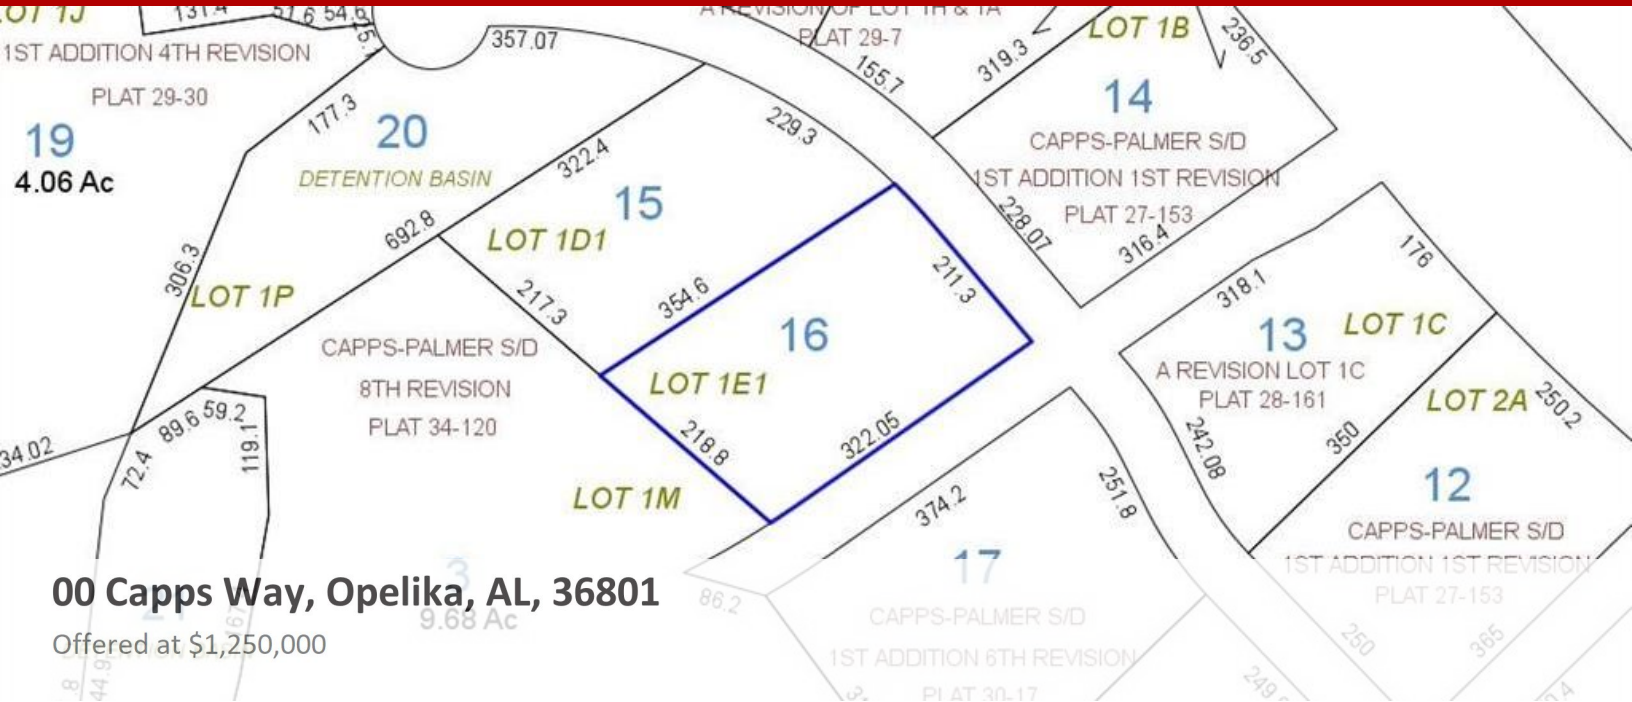 LOT 1J
131.4
51.6
54.6
357.07
A REVISION OF LOT 1H & 1A
PLAT 29-7
155.7
319.3
LOT 1B
236.5
1ST ADDITION 4TH REVISION
PLAT 29-30
19
4.06 Ac
177.3
20
DETENTION BASIN
322.4
229.3
14
CAPPS-PALMER S/D
1ST ADDITION 1ST REVISION
PLAT 27-153
228.07
316.4
15
LOT 1D1
692.8
306.3
LOT 1P
217.3
354.6
211.3
16
LOT 1E1
218.8
322.05
176
318.1
13
LOT 1C
A REVISION LOT 1C
PLAT 28-161
242.08
350
LOT 2A
250.2
CAPPS-PALMER S/D
8TH REVISION
PLAT 34-120
89.6
59.2
119.1
34.02
72.4
LOT 1M
374.2
251.8
12
CAPPS-PALMER S/D
1ST ADDITION 1ST REVISION
PLAT 27-153
3
9.68 Ac
00 Capps Way, Opelika, AL, 36801
Offered at $1,250,000
86.2
17
CAPPS-PALMER S/D
1ST ADDITION 6TH REVISION
PLAT 30-17
250
365